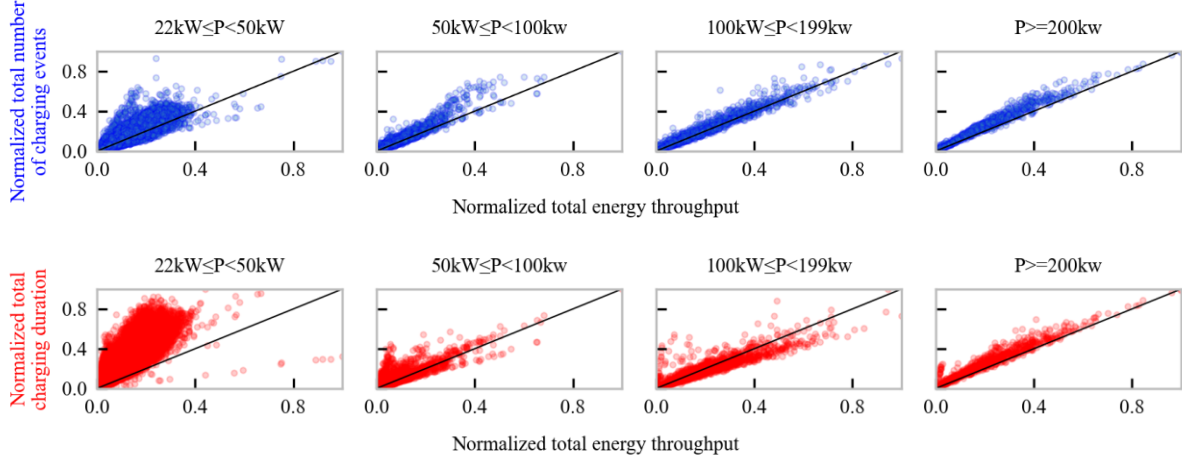 Normalized total number
of charging events
22kW≤P<50kW
50kW≤P<100kw
100kW≤P<199kw
P>=200kw
0.8
0.4
0.0
0.0 0.4 0.8
0.0 0.4 0.8
0.0 0.4 0.8
0.0 0.4 0.8
Normalized total energy throughput
Normalized total
charging duration
22kW≤P<50kW
50kW≤P<100kw
100kW≤P<199kw
P>=200kw
0.8
0.4
0.0
0.0 0.4 0.8
0.0 0.4 0.8
0.0 0.4 0.8
0.0 0.4 0.8
Normalized total energy throughput